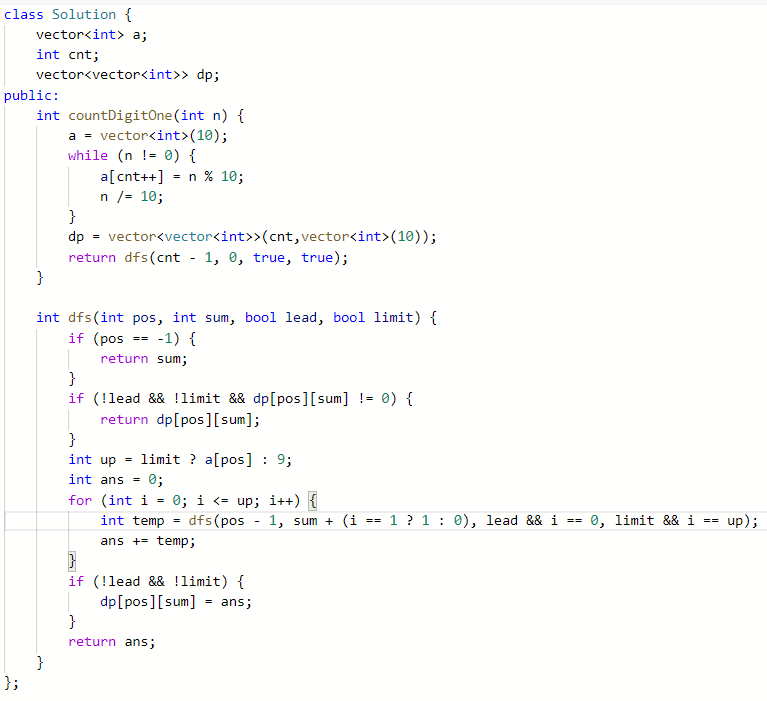 class Solution {
    vector<int> a;
    int cnt;
    vector<vector<int>> dp;
public:
    int countDigitOne(int n) {
        a = vector<int>(10);
        while (n != 0) {
            a[cnt++] = n % 10;
            n /= 10;
        }
        dp = vector<vector<int>>(cnt,vector<int>(10));
        return dfs(cnt - 1, 0, true, true);
    }

    int dfs(int pos, int sum, bool lead, bool limit) {
        if (pos == -1) {
            return sum;
        }
        if (!lead && !limit && dp[pos][sum] != 0) {
            return dp[pos][sum];
        }
        int up = limit ? a[pos] : 9;
        int ans = 0;
        for (int i = 0; i <= up; i++) {
            int temp = dfs(pos - 1, sum + (i == 1 ? 1 : 0), lead && i == 0, limit && i == up);
            ans += temp;
        }
        if (!lead && !limit) {
            dp[pos][sum] = ans;
        }
        return ans;
    }
};